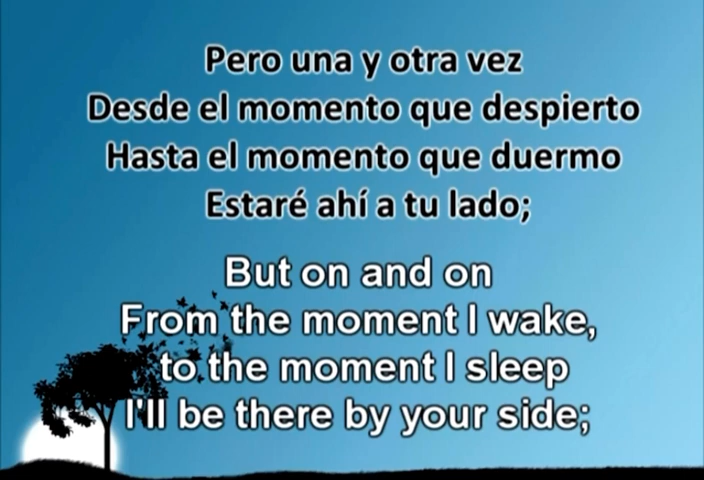 Pero una y otra vez
Desde el momento que despierto
Hasta el momento que duermo
Estaré ahí a tu lado;
But on and on
From the moment I wake,
to the moment I sleep
I'll be there by your side;